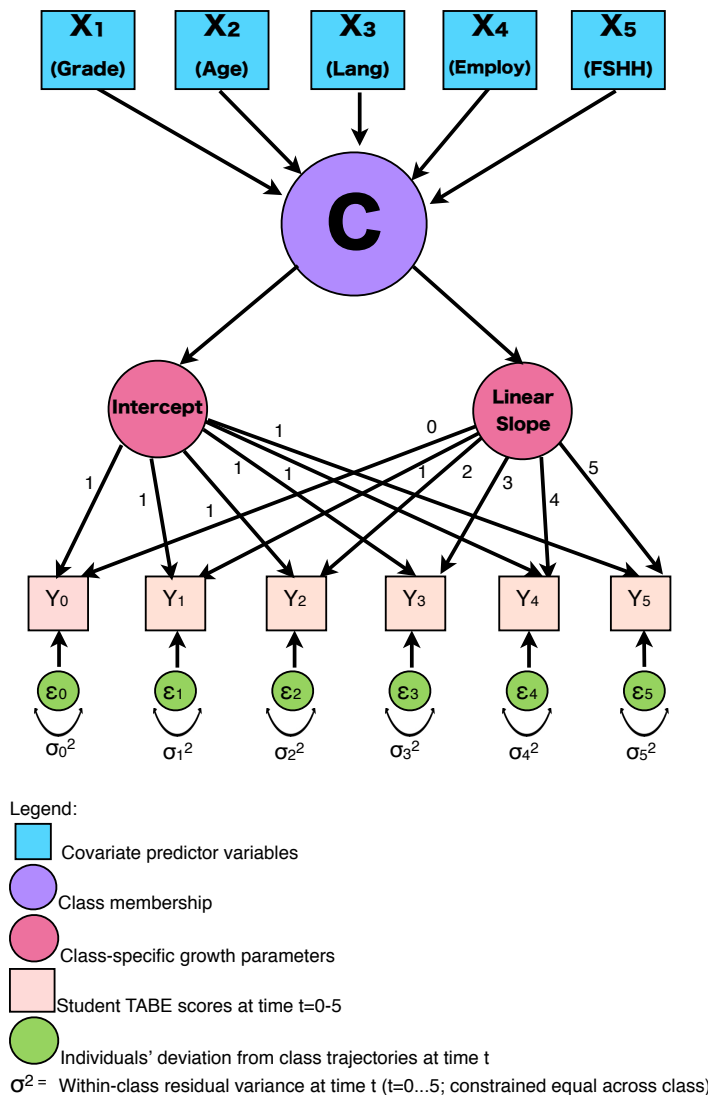 X1 X2 X3 X4 X5
(Grade) (Age) (Lang) (Employ) (FSHH)
C
Intercept Linear Slope
1 0
1 1 1 1 1 1 2 3 4 5
Y0 Y1 Y2 Y3 Y4 Y5
ε0 ε1 ε2 ε3 ε4 ε5
σ0² σ1² σ2² σ3² σ4² σ5²
Legend:
Covariate predictor variables
Class membership
Class-specific growth parameters
Student TABE scores at time t=0-5
Individuals’ deviation from class trajectories at time t
σ² = Within-class residual variance at time t (t=0...5; constrained equal across class)